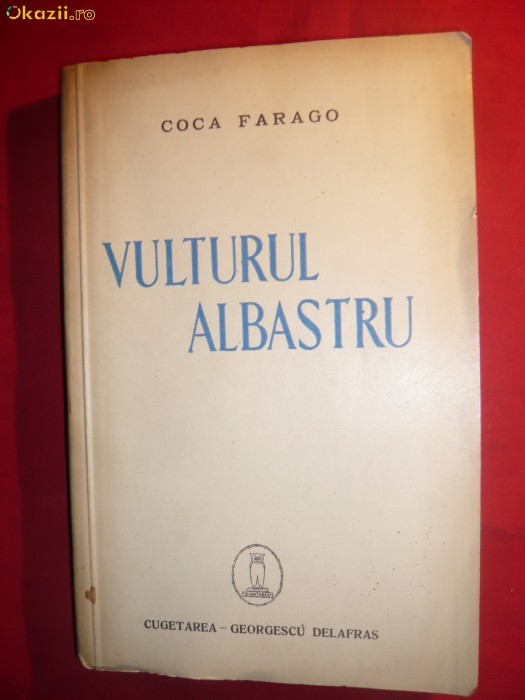 Okazii.ro
COCA FARAGO
VULTURUL
ALBASTRU
CUGETAREA – GEORGESCU DELAFRAS